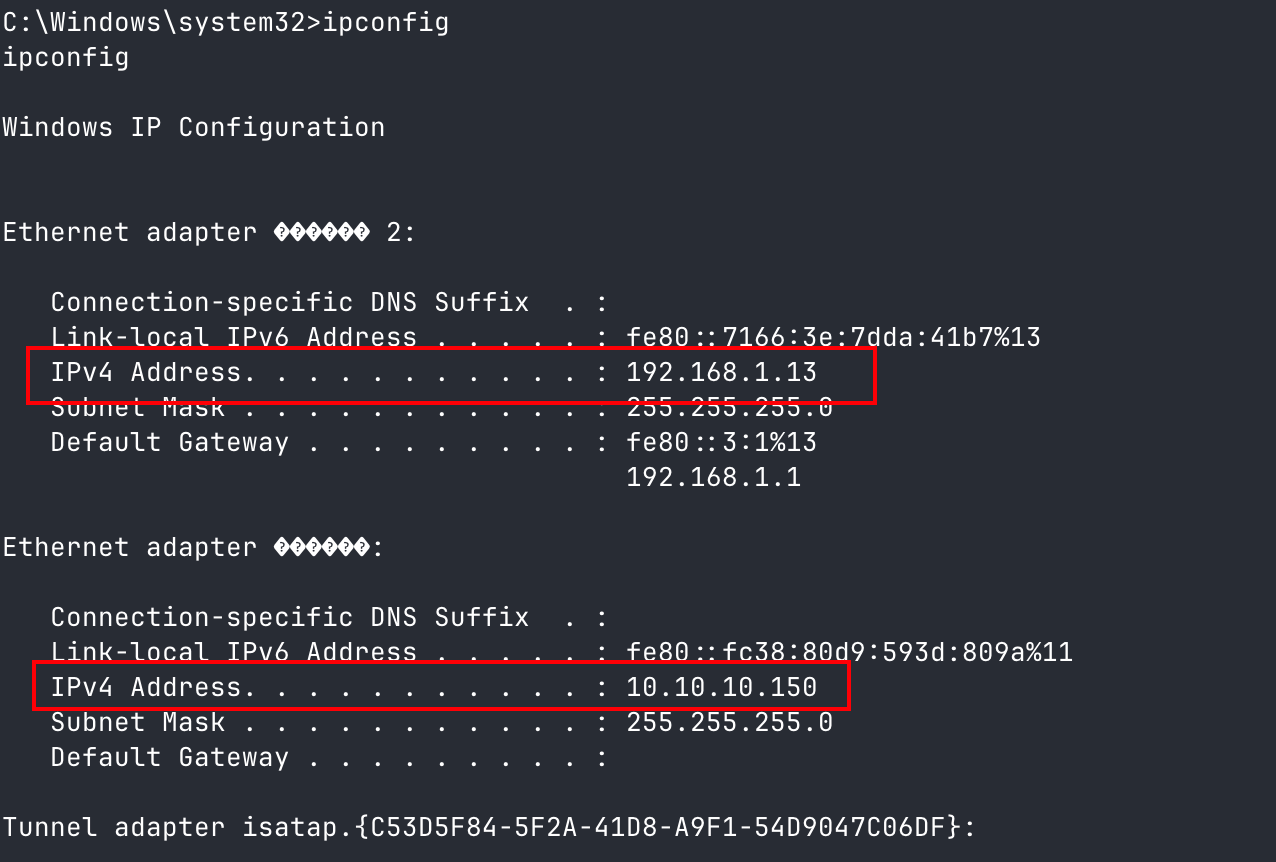 C:\Windows\system32>ipconfig
ipconfig
Windows IP Configuration
Ethernet adapter ������ 2:
Connection-specific DNS Suffix  . :
Link-local IPv6 Address . . . . . : fe80::7166:3e:7dda:41b7%13
IPv4 Address. . . . . . . . . . . : 192.168.1.13
Subnet Mask . . . . . . . . . . . : 255.255.255.0
Default Gateway . . . . . . . . . : fe80::3:1%13
192.168.1.1
Ethernet adapter ������:
Connection-specific DNS Suffix  . :
Link-local IPv6 Address . . . . . : fe80::fc38:80d9:593d:809a%11
IPv4 Address. . . . . . . . . . . : 10.10.10.150
Subnet Mask . . . . . . . . . . . : 255.255.255.0
Default Gateway . . . . . . . . . :
Tunnel adapter isatap.{C53D5F84-5F2A-41D8-A9F1-54D9047C06DF}: